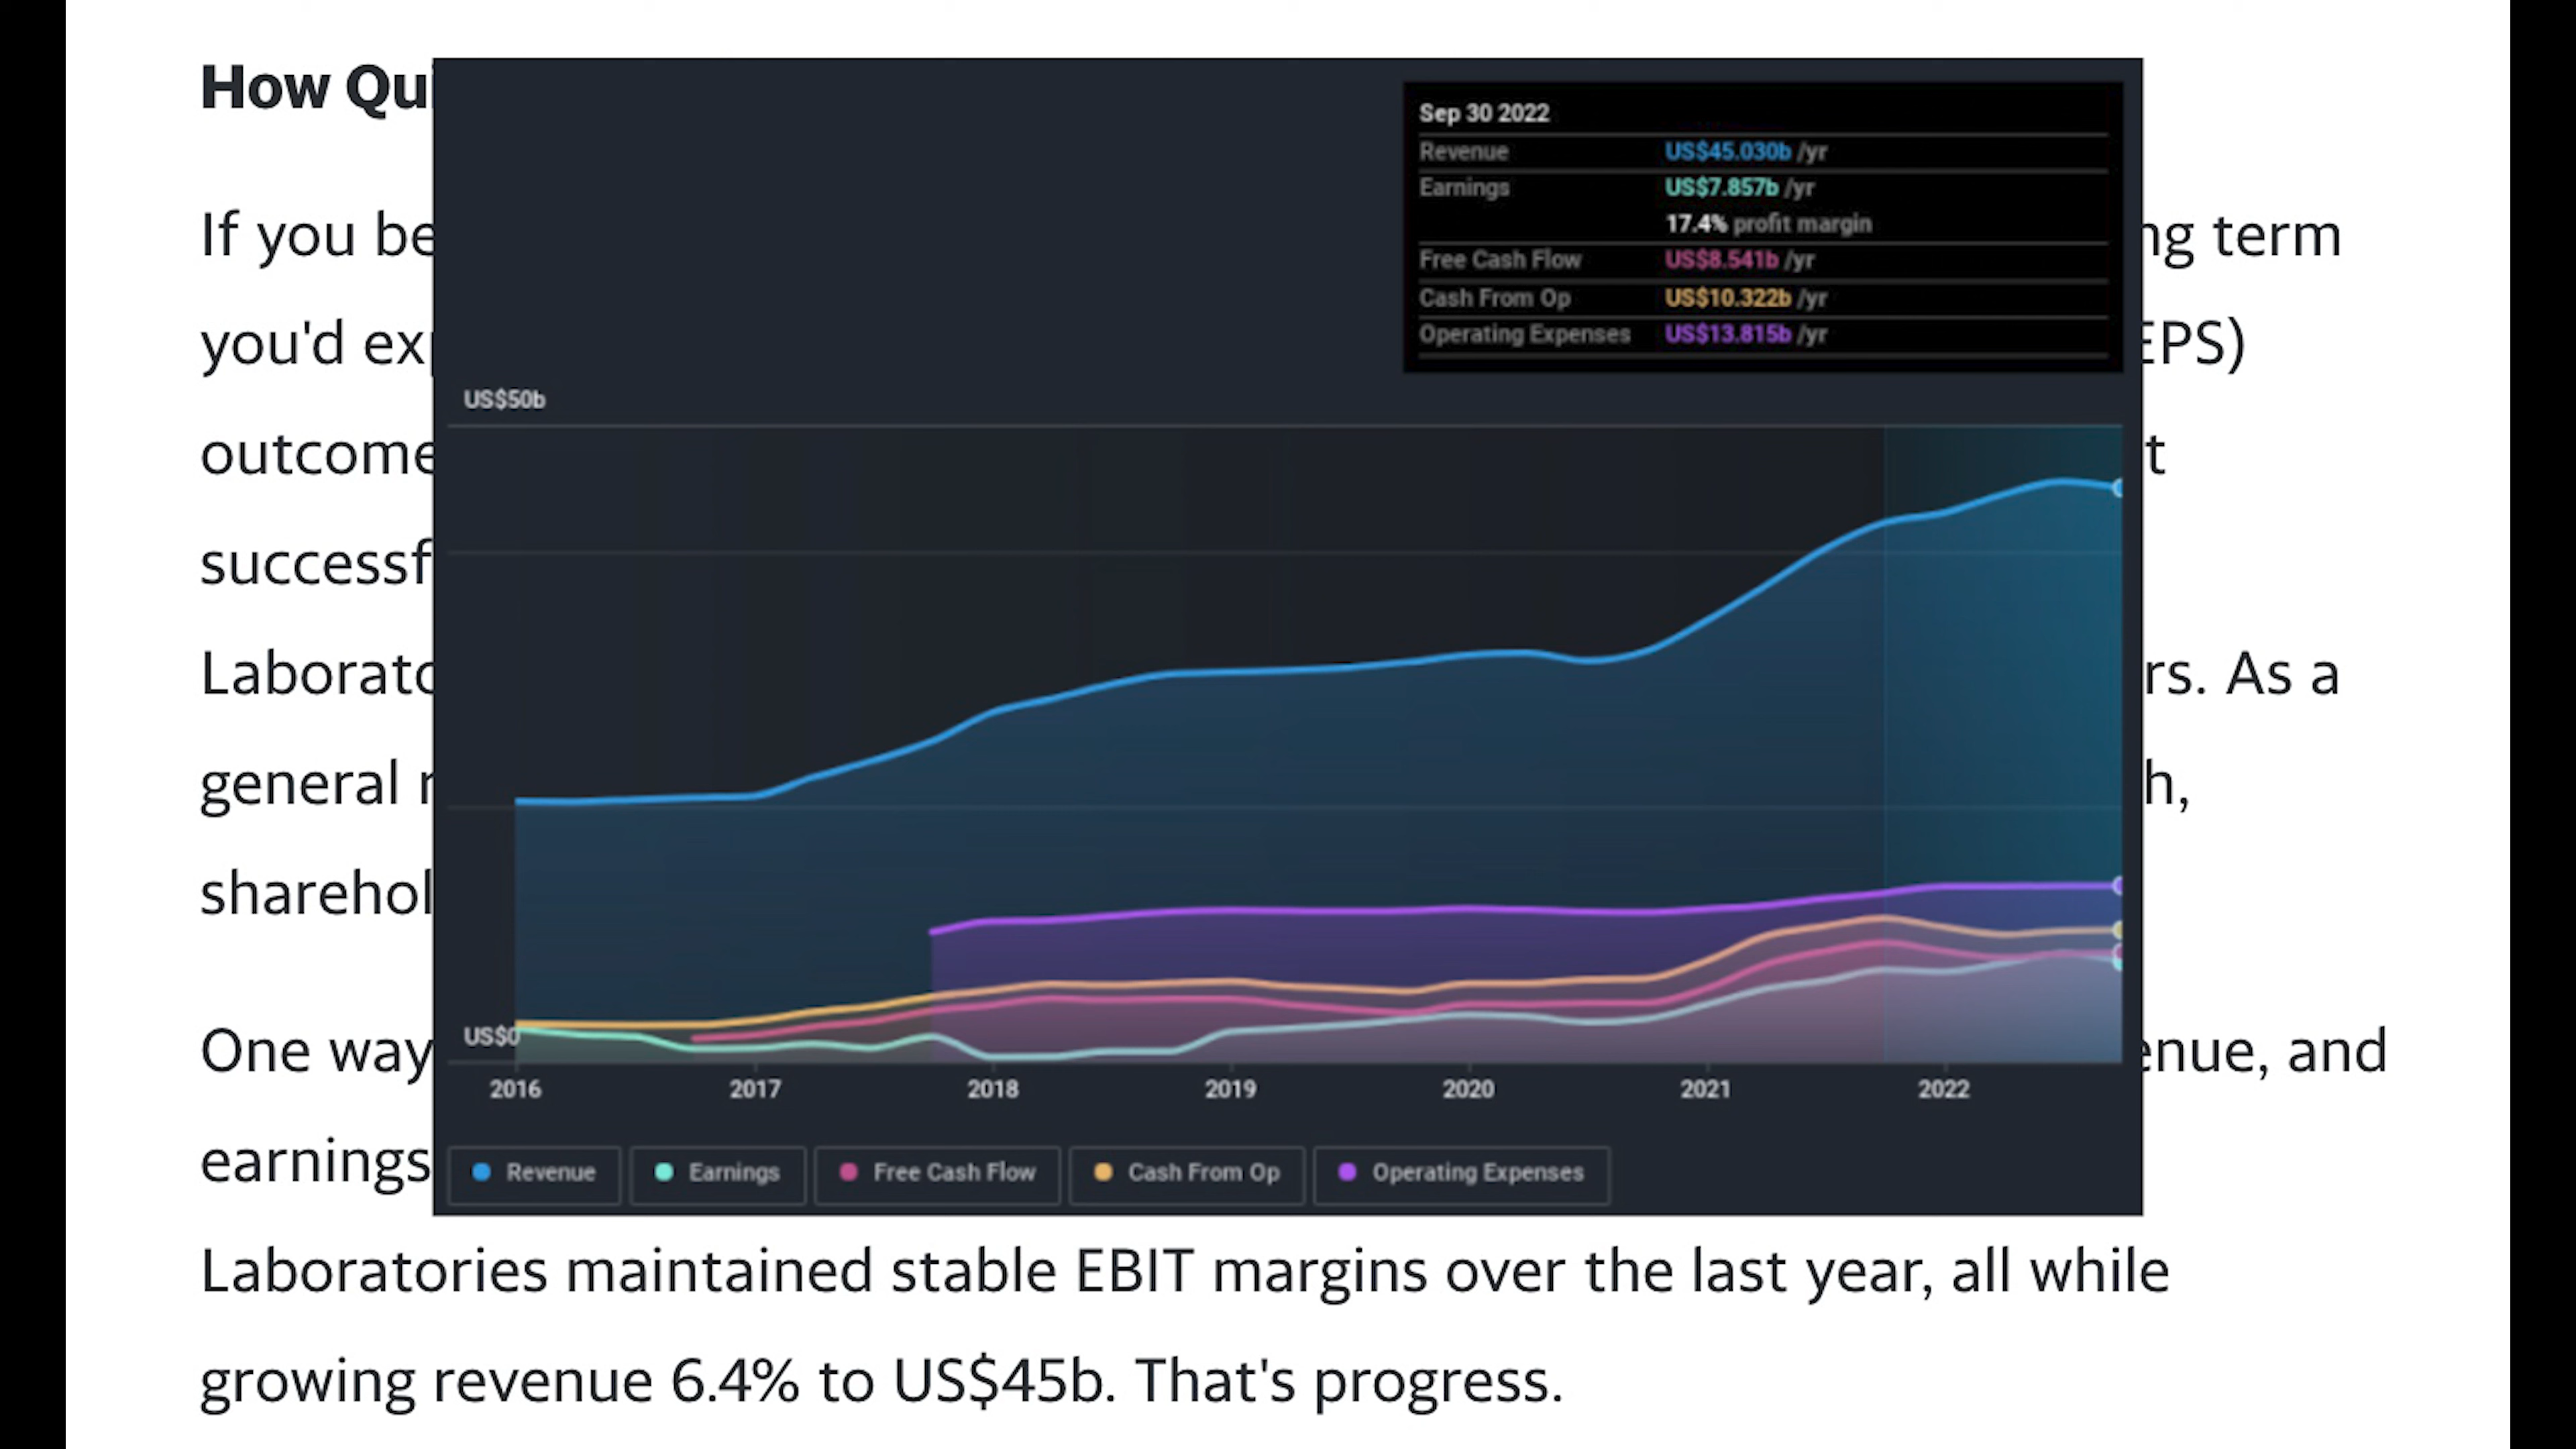 How Qu
If you be
ng term
you'd ex
EPS)
outcome
t
successf
Laborato
rs. As a
general
h,
sharehol
One way
enue, and
earnings
Laboratories maintained stable EBIT margins over the last year, all while
growing revenue 6.4% to US$45b. That's progress.
Sep 30 2022
Revenue US$45.030b /yr
Earnings US$7.857b /yr
17.4% profit margin
Free Cash Flow US$8.541b /yr
Cash From Op US$10.322b /yr
Operating Expenses US$13.815b /yr
US$50b
US$0
2016 2017 2018 2019 2020 2021 2022
Revenue Earnings Free Cash Flow Cash From Op Operating Expenses